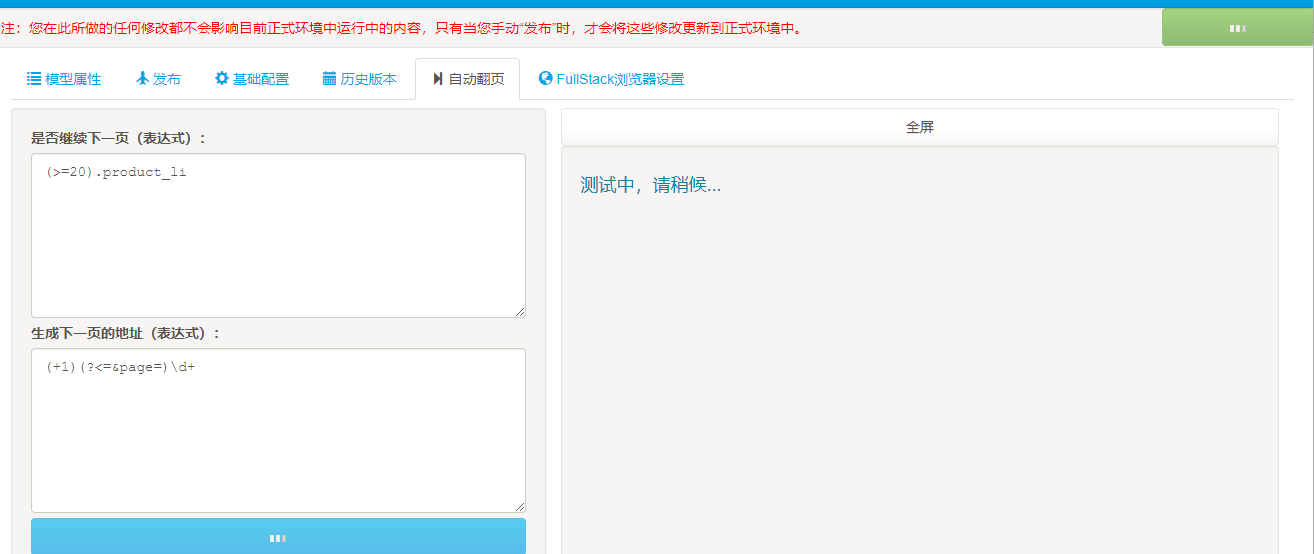 注：您在此所做的任何修改都不会影响目前正式环境中运行中的内容，只有当您手动“发布”时，才会将这些修改更新到正式环境中。
模型属性 发布 基础配置 历史版本 自动翻页 FullStack浏览器设置
是否继续下一页（表达式）：
(>=20).product_li
生成下一页的地址（表达式）：
(+1)(?<=&page=)\d+
全屏
测试中，请稍候...